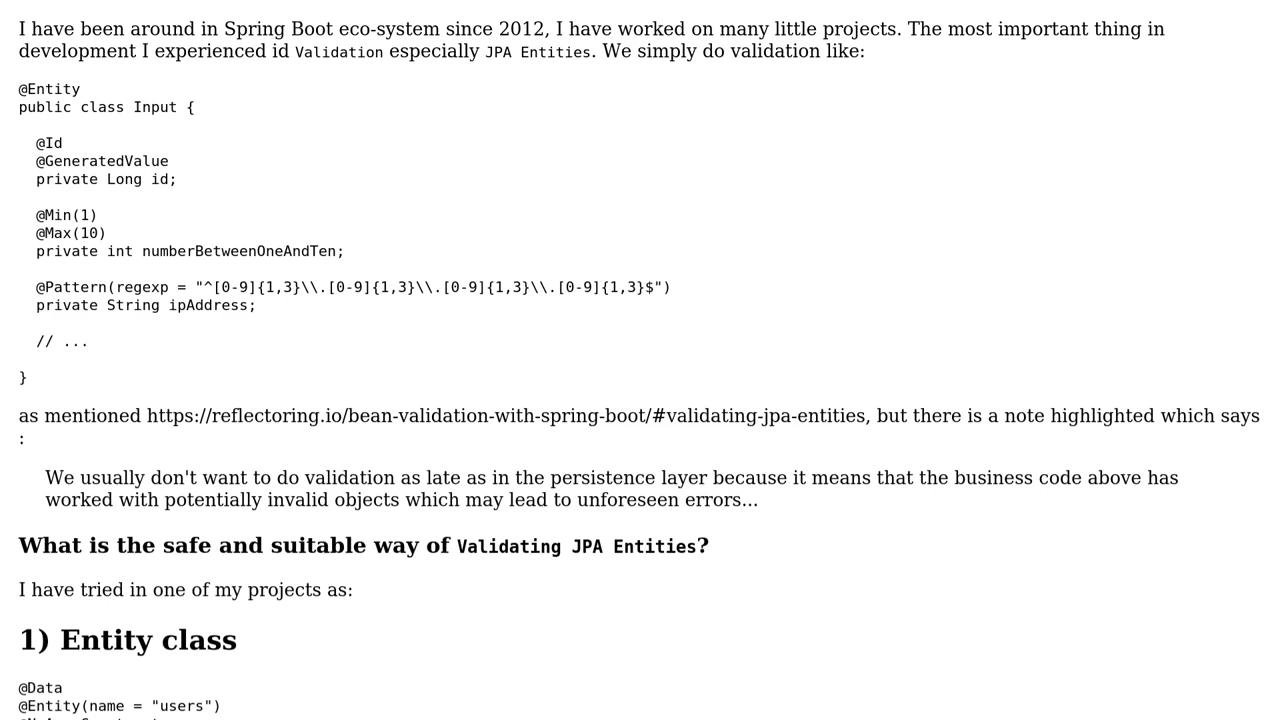 I have been around in Spring Boot eco-system since 2012, I have worked on many little projects. The most important thing in
development I experienced id Validation especially JPA Entities. We simply do validation like:
@Entity
public class Input {
@Id
@GeneratedValue
private Long id;
@Min(1)
@Max(10)
private int numberBetweenOneAndTen;
@Pattern(regexp = "^[0-9]{1,3}\\.[0-9]{1,3}\\.[0-9]{1,3}\\.[0-9]{1,3}$")
private String ipAddress;
// ...
}
as mentioned https://reflectoring.io/bean-validation-with-spring-boot/#validating-jpa-entities, but there is a note highlighted which says
:
We usually don't want to do validation as late as in the persistence layer because it means that the business code above has
worked with potentially invalid objects which may lead to unforeseen errors...
What is the safe and suitable way of Validating JPA Entities?
I have tried in one of my projects as:
1) Entity class
@Data
@Entity(name = "users")